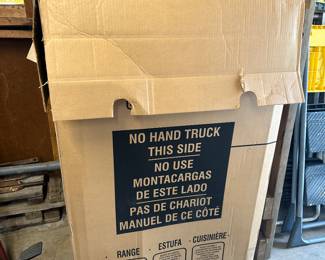 NO HAND TRUCK
THIS SIDE
NO USE
MONTACARGAS
DE ESTE LADO
PAS DE CHARIOT
MANUEL DE CE CÔTÉ
RANGE · ESTUFA · CUISINIÈRE